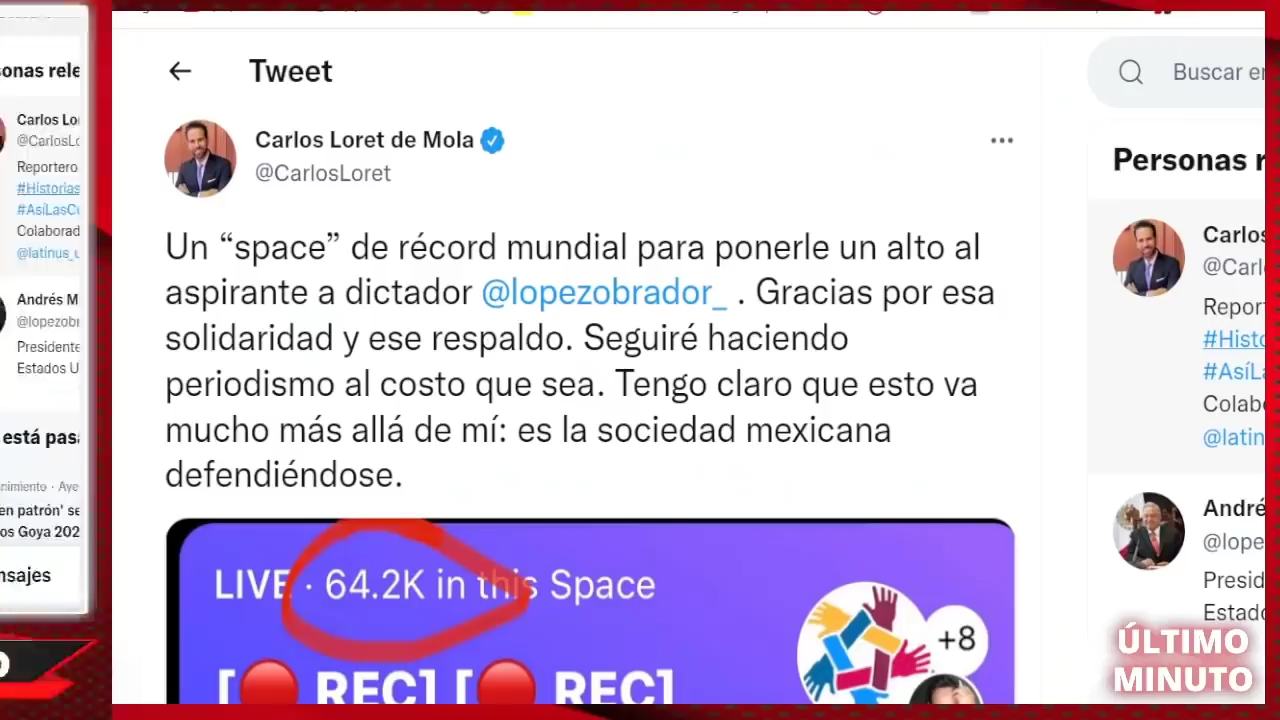 onas rele
Carlos Lo
@CarlosLo
Reportero
#Historias
#AsíLasCu
Colaborad
@latinus_u
Andrés M
@lopezobr
Presidente
Estados U
está pasa
nimiento · Aye
en patrón' se
os Goya 202
nsajes
O
Tweet
Carlos Loret de Mola
@CarlosLoret
Un “space” de récord mundial para ponerle un alto al
aspirante a dictador @lopezobrador_ . Gracias por esa
solidaridad y ese respaldo. Seguiré haciendo
periodismo al costo que sea. Tengo claro que esto va
mucho más allá de mí: es la sociedad mexicana
defendiéndose.
LIVE · 64.2K in this Space
+8
[🔴 REC] [🔴 REC]
Buscar en
Personas r
Carlos
@Carl
Report
#Histo
#AsíL
Colab
@latin
André
@lope
Presid
Estado
ÚLTIMO
MINUTO